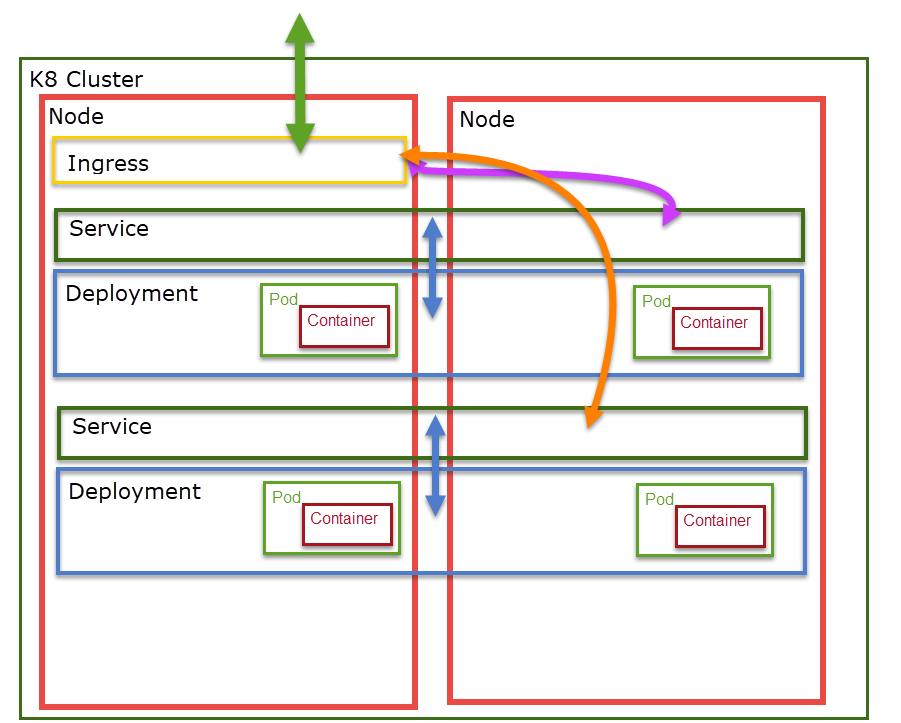 K8 Cluster
Node
Node
Ingress
Service
Deployment
Pod
Container
Pod
Container
Service
Deployment
Pod
Container
Pod
Container